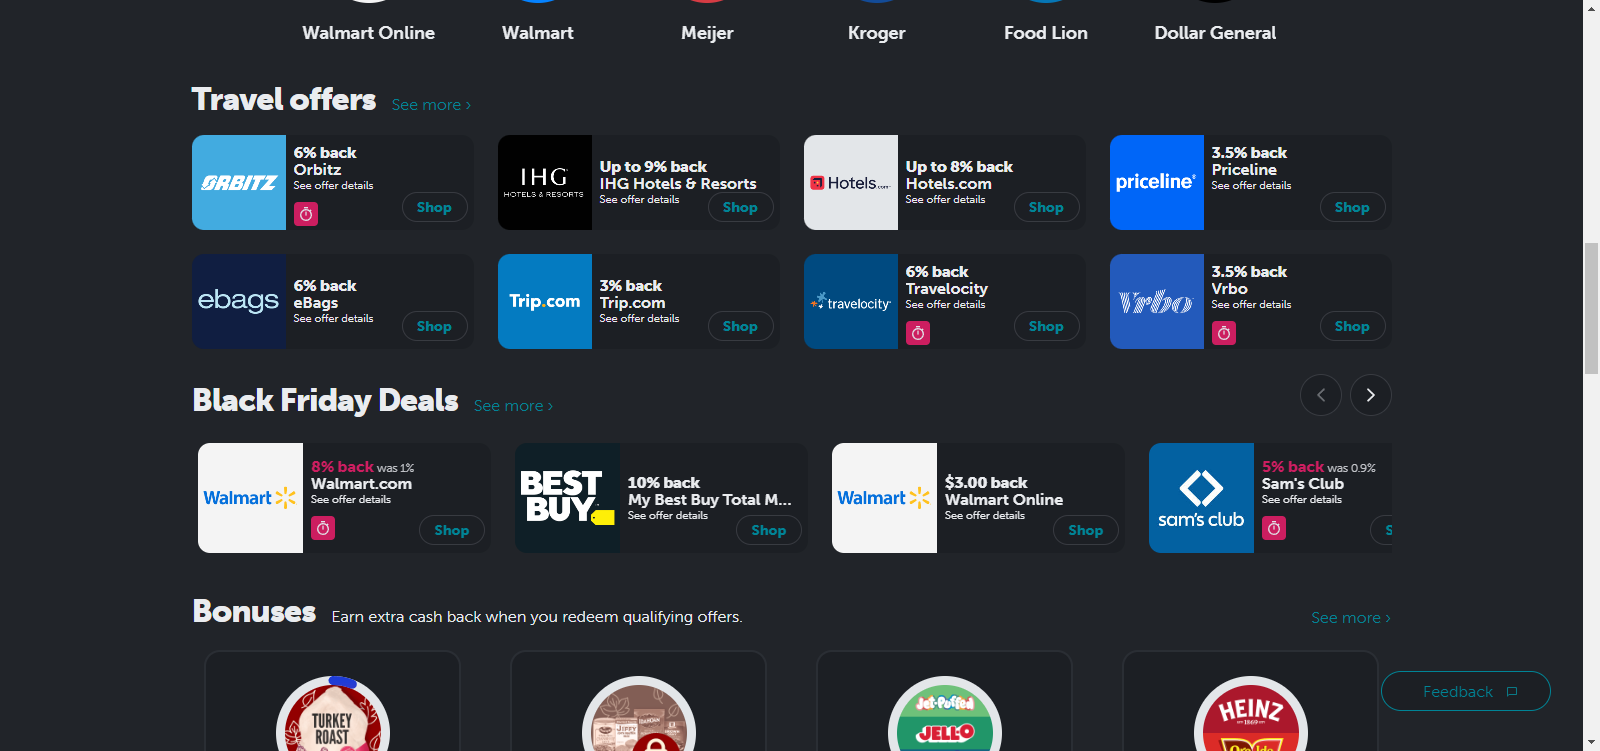 Walmart Online
Walmart
Meijer
Kroger
Food Lion
Dollar General
Travel offers
See more ›
ORBITZ
6% back
Orbitz
See offer details
Shop
IHG
HOTELS & RESORTS
Up to 9% back
IHG Hotels & Resorts
See offer details
Shop
Hotels.com
Up to 8% back
Hotels.com
See offer details
Shop
priceline®
3.5% back
Priceline
See offer details
Shop
ebags
6% back
eBags
See offer details
Shop
Trip.com
3% back
Trip.com
See offer details
Shop
travelocity
6% back
Travelocity
See offer details
Shop
Vrbo
3.5% back
Vrbo
See offer details
Shop
Black Friday Deals
See more ›
Walmart
8% back was 1%
Walmart.com
See offer details
Shop
BEST
BUY
10% back
My Best Buy Total M...
See offer details
Shop
Walmart
$3.00 back
Walmart Online
See offer details
Shop
sam's club
5% back was 0.9%
Sam's Club
See offer details
S
Bonuses
Earn extra cash back when you redeem qualifying offers.
See more ›
TURKEY
ROAST
JIFFY
Jet-Puffed
JELL-O
HEINZ
EST. 1869
Ore-Ida
Feedback